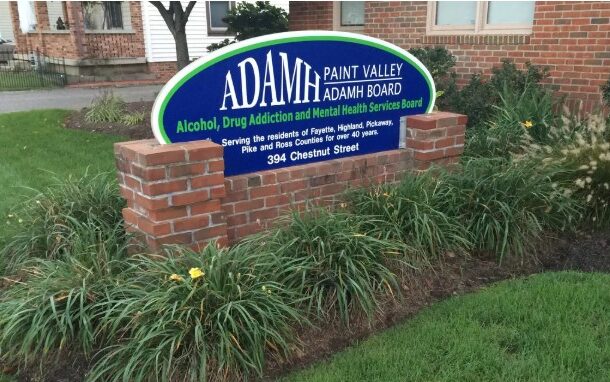 ADAMH PAINT VALLEY
ADAMH BOARD
Alcohol, Drug Addiction and Mental Health Services Board
Serving the residents of Fayette, Highland, Pickaway,
Pike and Ross Counties for over 40 years.
394 Chestnut Street